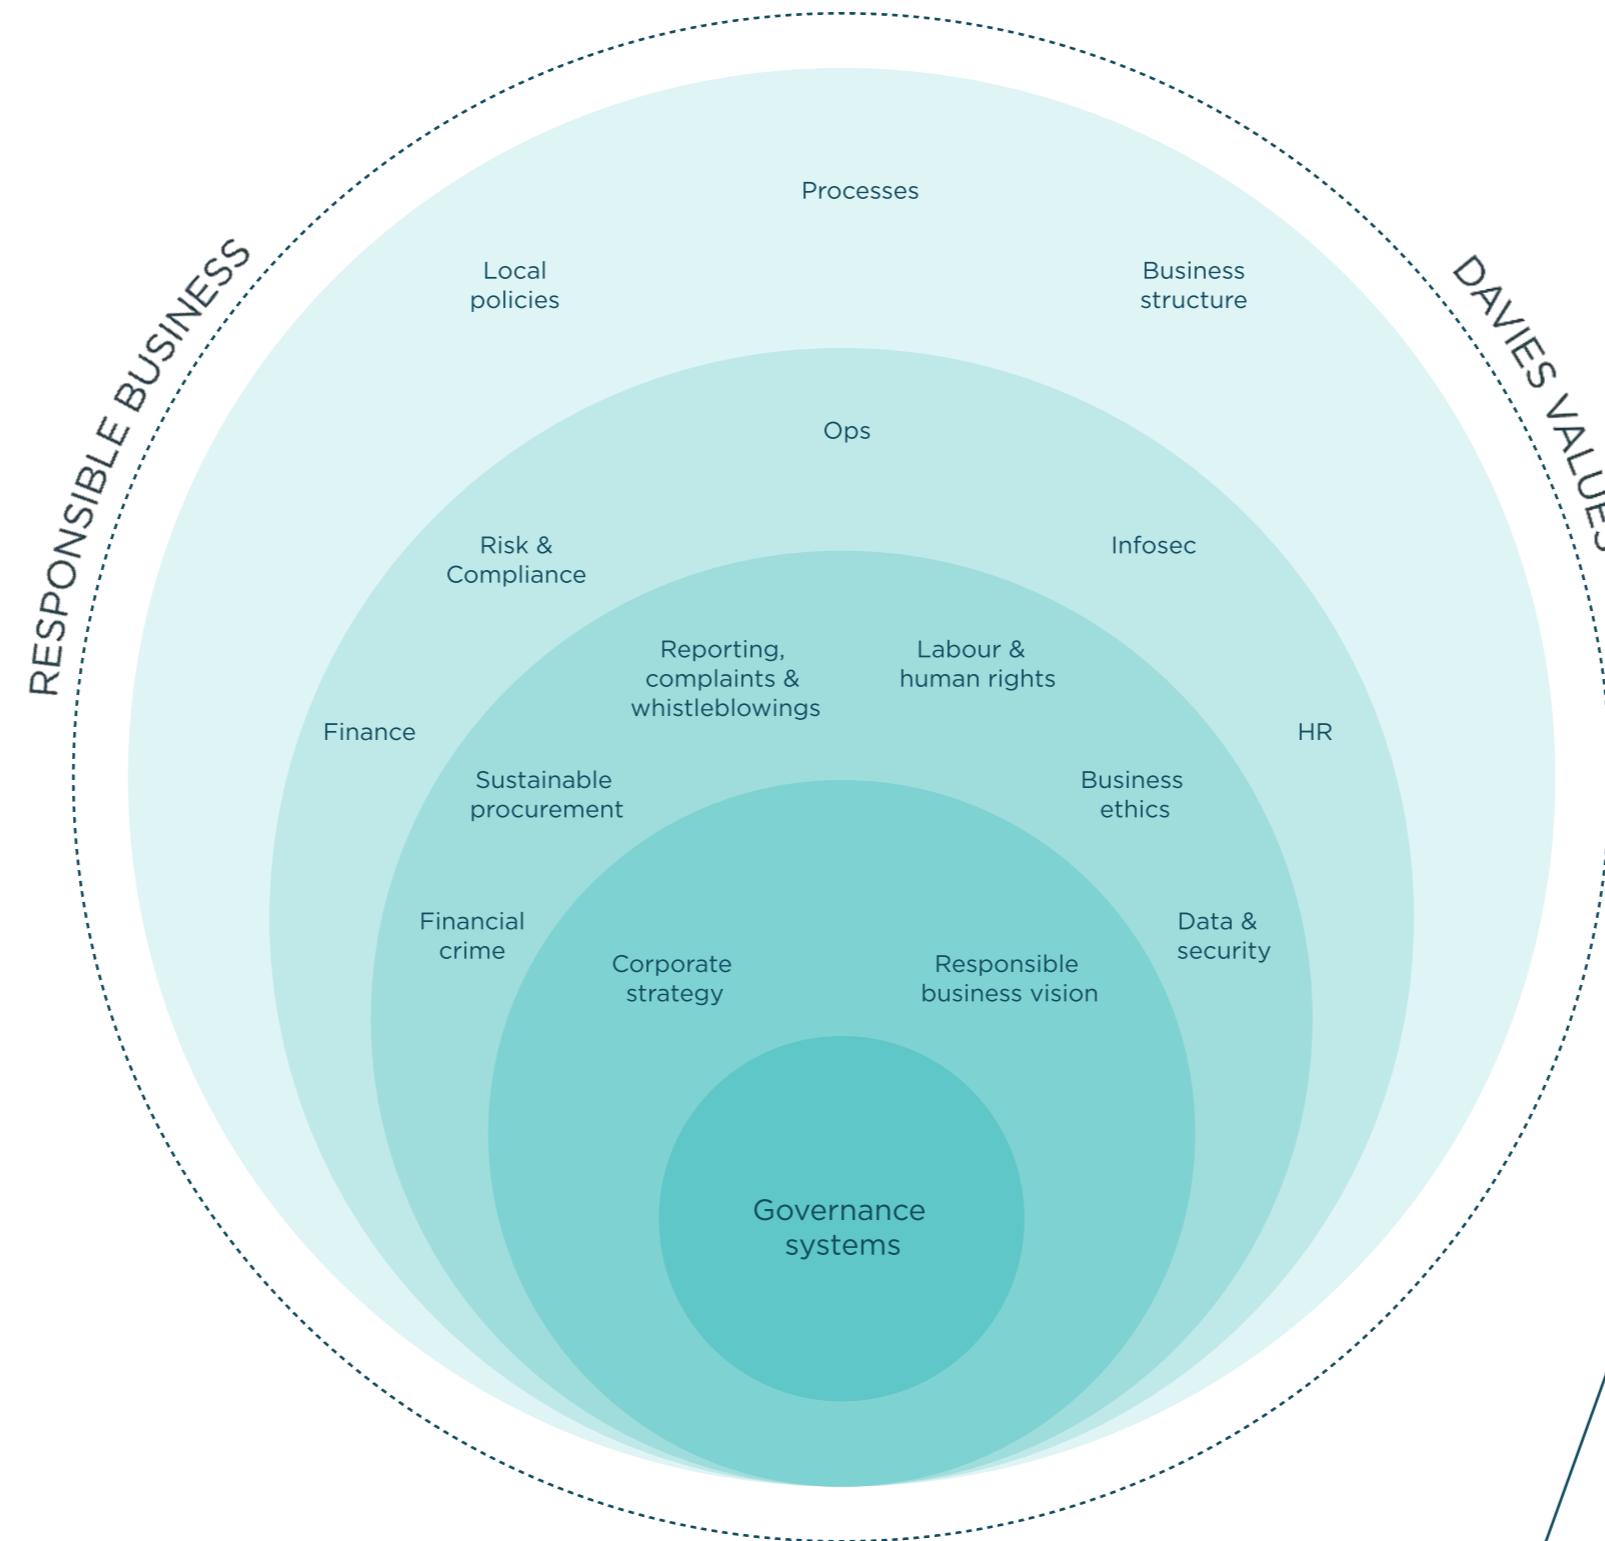 RESPONSIBLE BUSINESS
DAVIES VALUES
Processes
Local
policies
Business
structure
Ops
Risk &
Compliance
Infosec
Reporting,
complaints &
whistleblowings
Labour &
human rights
Finance
HR
Sustainable
procurement
Business
ethics
Financial
crime
Data &
security
Corporate
strategy
Responsible
business vision
Governance
systems